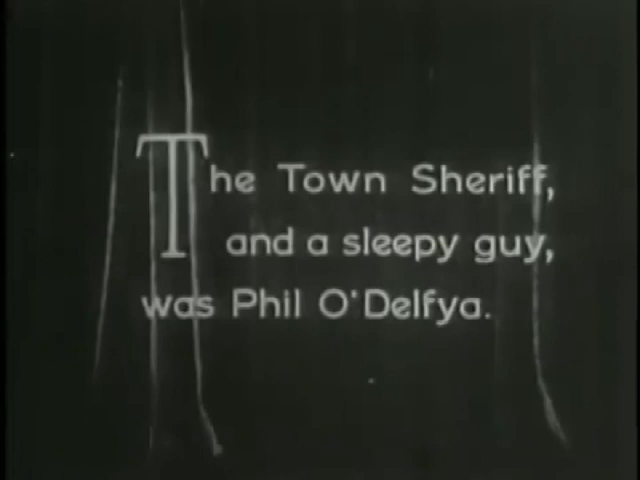 The Town Sheriff,
and a sleepy guy,
was Phil O'Delfya.